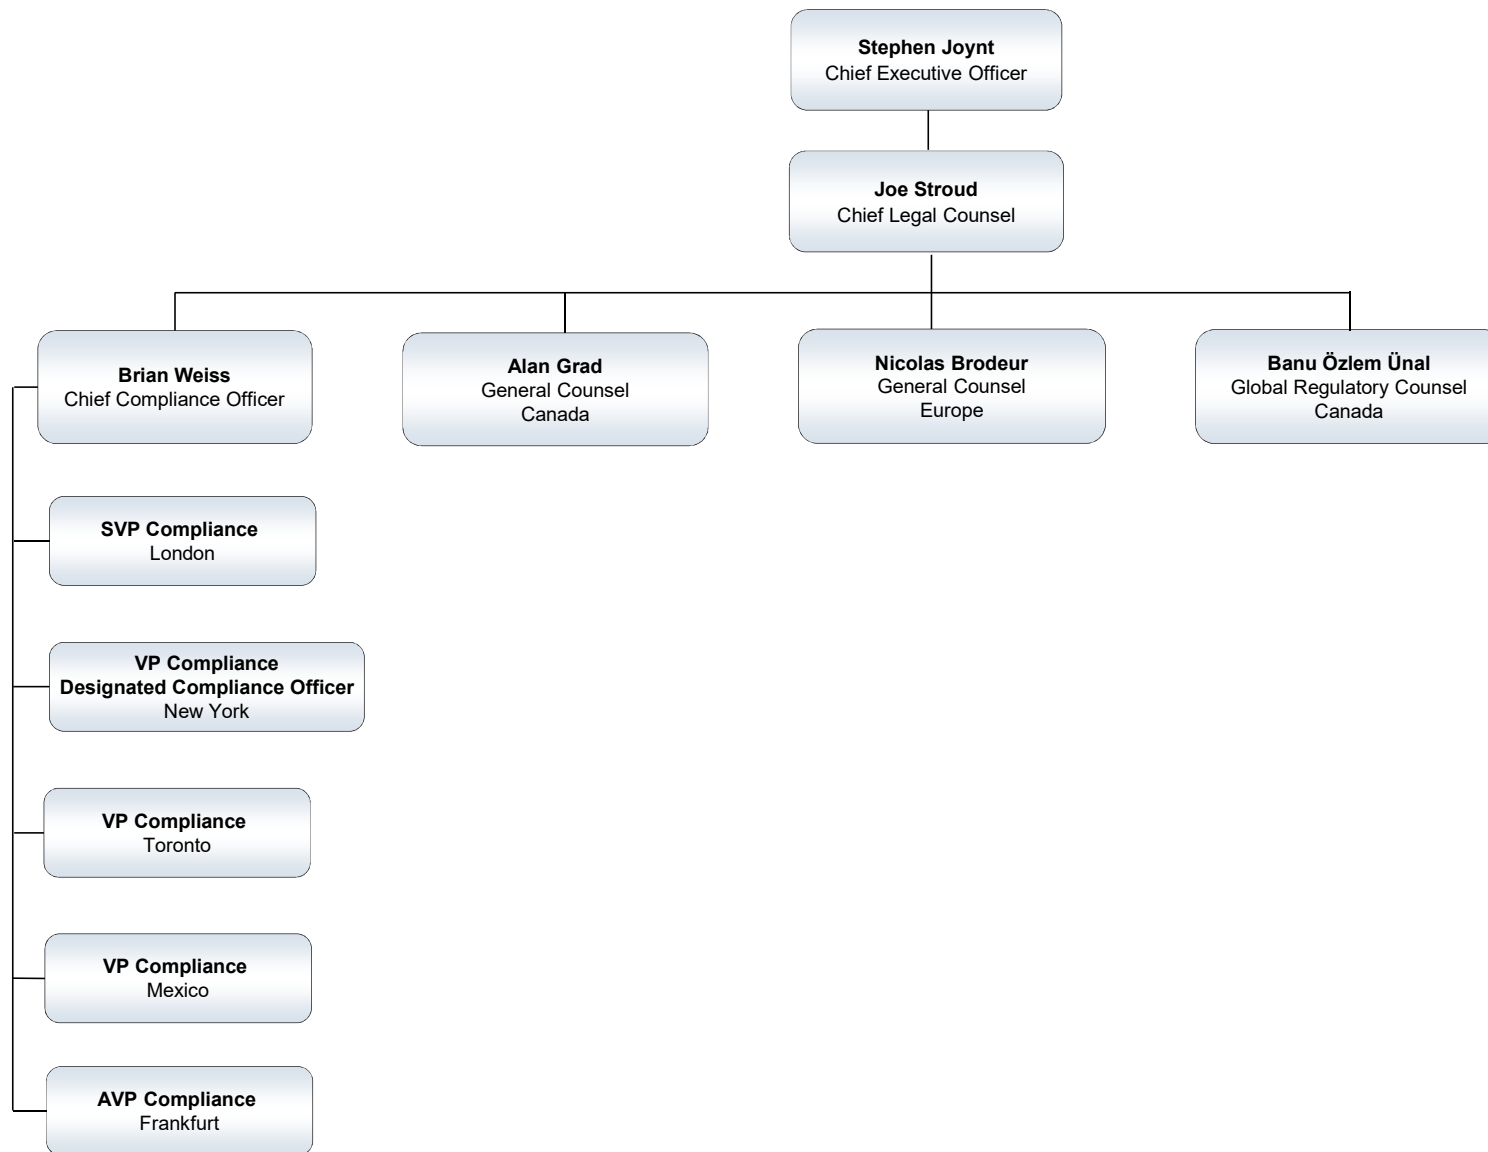 Stephen Joynt
Chief Executive Officer
Joe Stroud
Chief Legal Counsel
Brian Weiss
Chief Compliance Officer
Alan Grad
General Counsel
Canada
Nicolas Brodeur
General Counsel
Europe
Banu Özlem Ünal
Global Regulatory Counsel
Canada
SVP Compliance
London
VP Compliance
Designated Compliance Officer
New York
VP Compliance
Toronto
VP Compliance
Mexico
AVP Compliance
Frankfurt